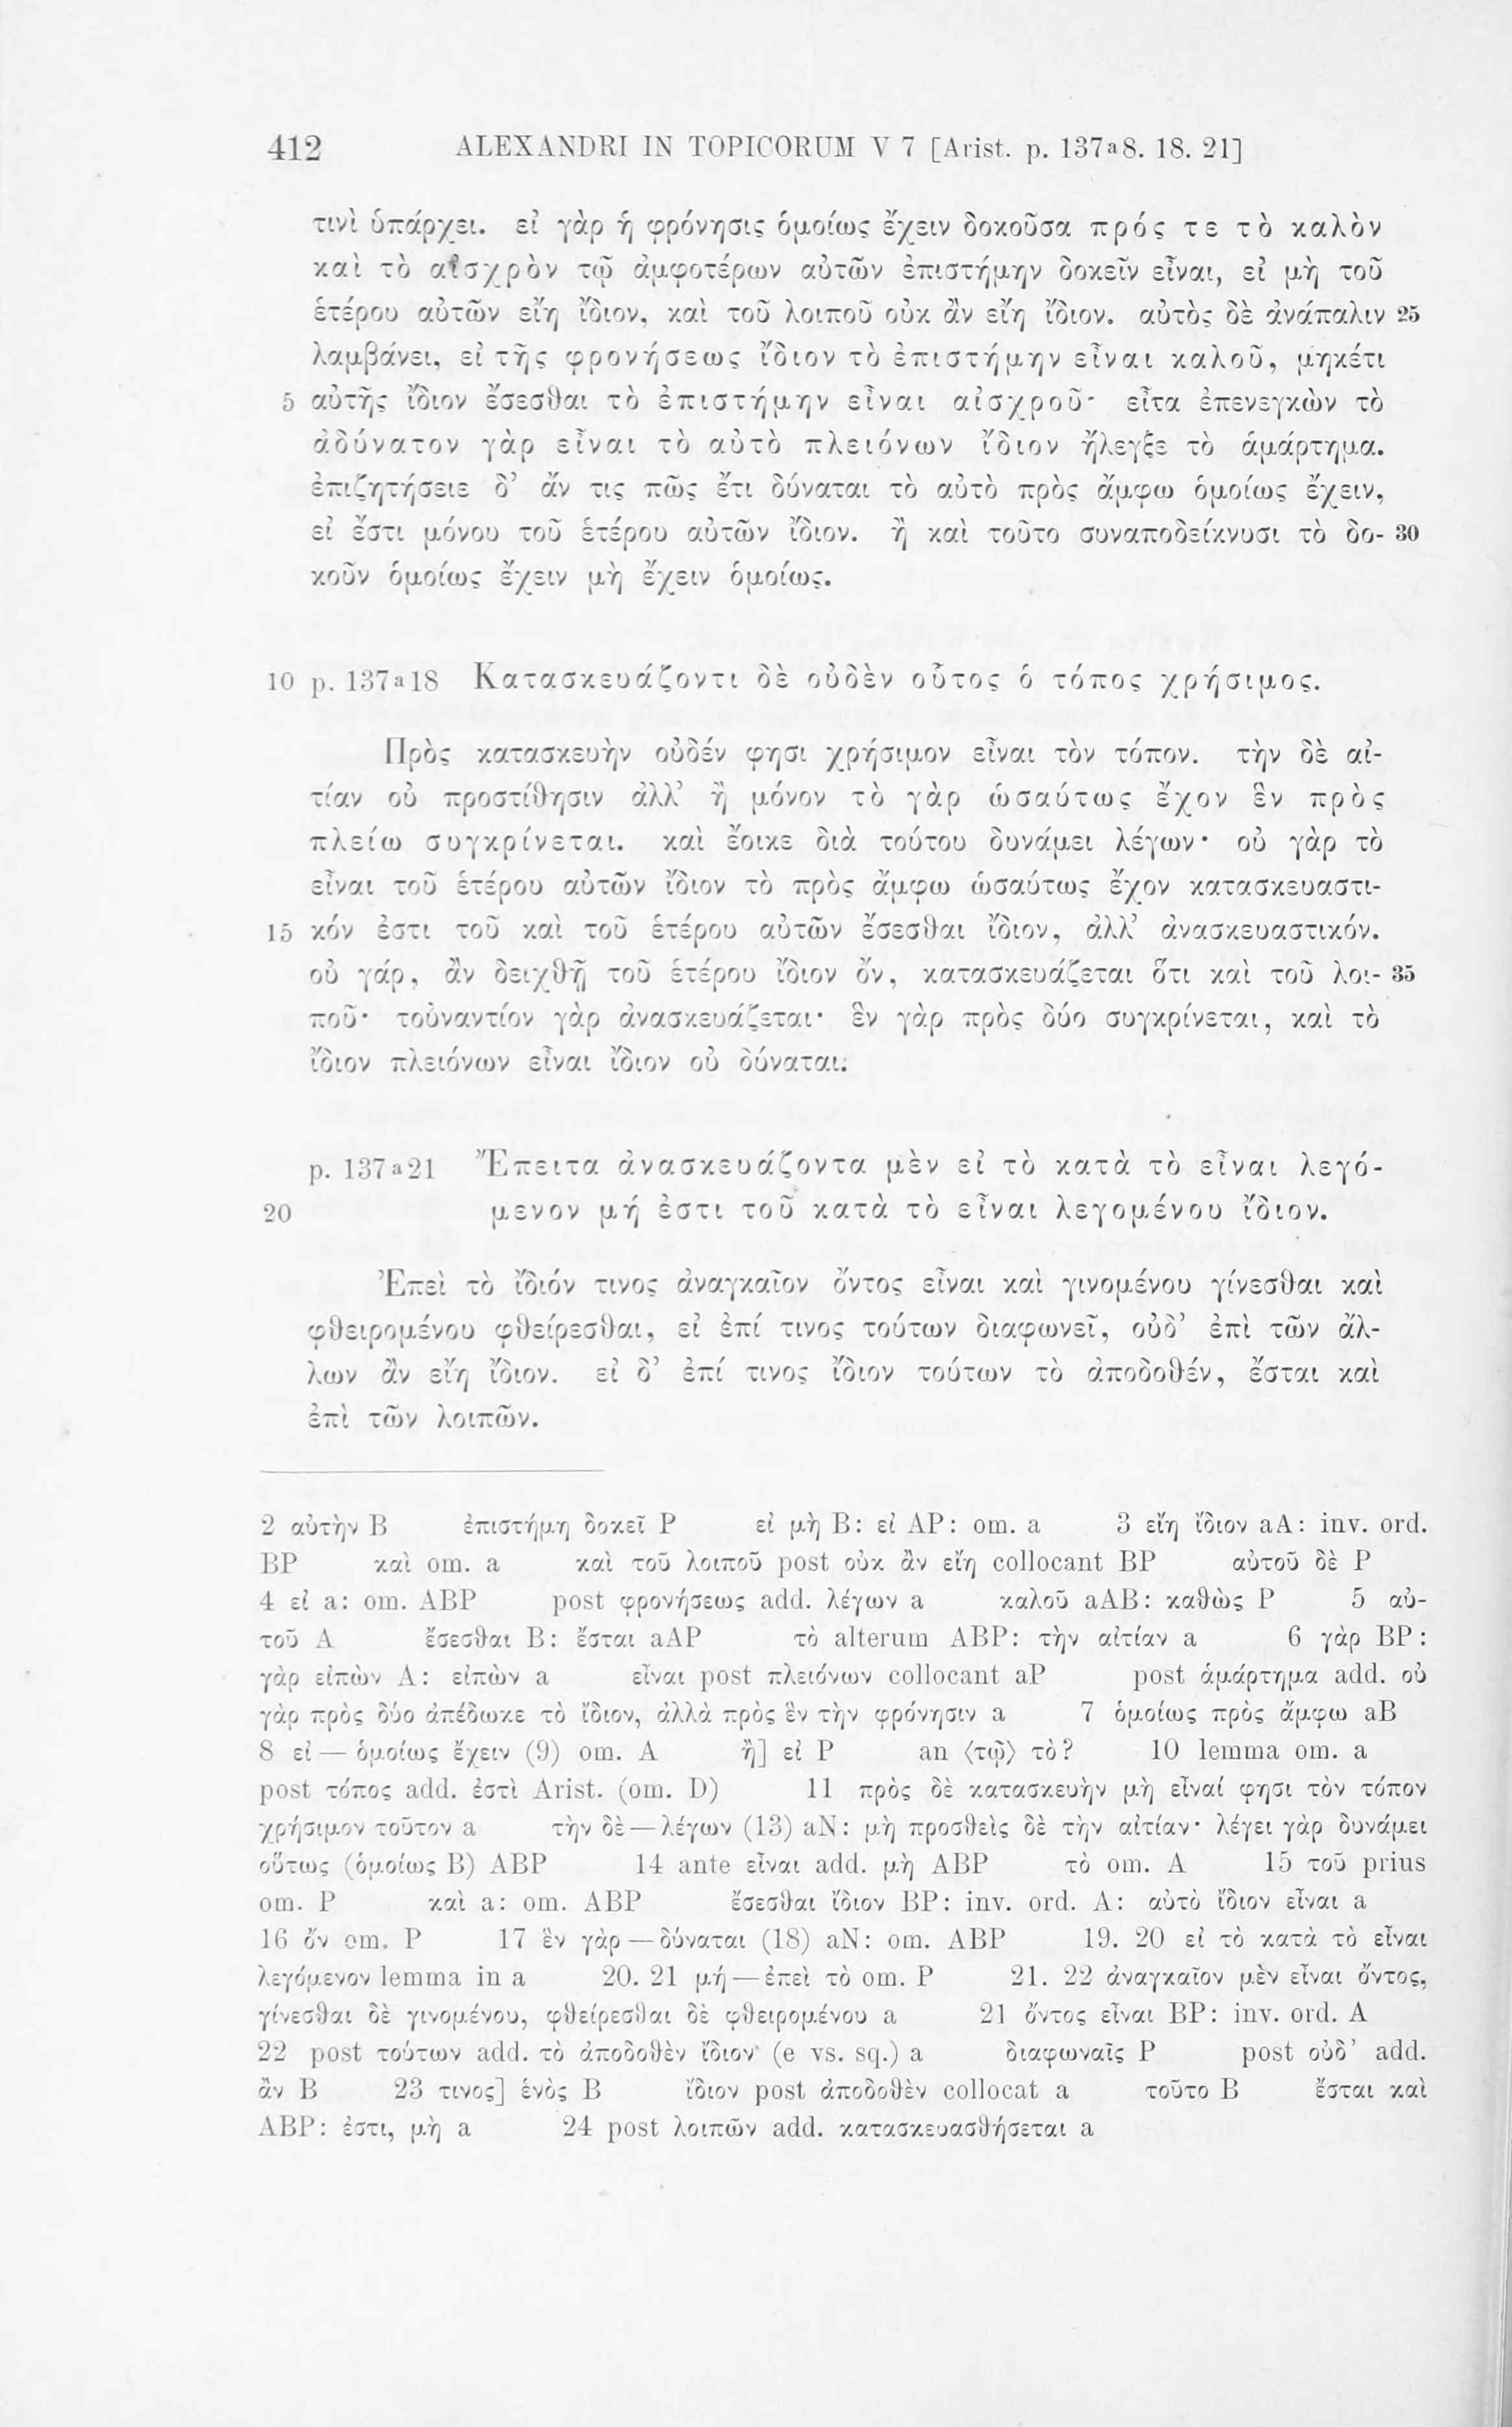 412 ALEXANDRI IN TOPICORUM V 7 [Arist. p. 137a8. 18. 21]
τινὶ ὑπάρχει. εἰ γὰρ ἡ φρόνησις ὁμοίως ἔχειν δοκοῦσα πρός τε τὸ καλὸν
καὶ τὸ αἰσχρὸν τῷ ἀμφοτέρων αὐτῶν ἐπιστήμην δοκεῖν εἶναι, εἰ μὴ τοῦ
ἑτέρου αὐτῶν εἴη ἴδιον, καὶ τοῦ λοιποῦ οὐκ ἂν εἴη ἴδιον. αὐτὸς δὲ ἀνάπαλιν 25
λαμβάνει, εἰ τῆς φρονήσεως ἴδιον τὸ ἐπιστήμην εἶναι καλοῦ, μηκέτι
5 αὐτῆς ἴδιον ἔσεσθαι τὸ ἐπιστήμην εἶναι αἰσχροῦ· εἶτα ἐπενεγκὼν τὸ
ἀδύνατον γὰρ εἶναι τὸ αὐτὸ πλειόνων ἴδιον ἤλεγξε τὸ ἁμάρτημα.
ἐπιζητήσειε δ’ ἄν τις πῶς ἔτι δύναται τὸ αὐτὸ πρὸς ἄμφω ὁμοίως ἔχειν,
εἰ ἔστι μόνου τοῦ ἑτέρου αὐτῶν ἴδιον. ἢ καὶ τοῦτο συναποδείκνυσι τὸ δο- 30
κοῦν ὁμοίως ἔχειν μὴ ἔχειν ὁμοίως.
10 p. 137a18 Κατασκευάζοντι δὲ οὐδὲν οὗτος ὁ τόπος χρήσιμος.
Πρὸς κατασκευὴν οὐδέν φησι χρήσιμον εἶναι τὸν τόπον. τὴν δὲ αἰ-
τίαν οὐ προστίθησιν ἀλλ’ ἢ μόνον τὸ γὰρ ὡσαύτως ἔχον ἓν πρὸς
πλείω συγκρίνεται. καὶ ἔοικε διὰ τούτου δυνάμει λέγων· οὐ γὰρ τὸ
εἶναι τοῦ ἑτέρου αὐτῶν ἴδιον τὸ πρὸς ἄμφω ὡσαύτως ἔχον κατασκευαστι-
15 κόν ἐστι τοῦ καὶ τοῦ ἑτέρου αὐτῶν ἔσεσθαι ἴδιον, ἀλλ’ ἀνασκευαστικόν.
οὐ γάρ, ἂν δειχθῇ τοῦ ἑτέρου ἴδιον ὄν, κατασκευάζεται ὅτι καὶ τοῦ λοι- 35
ποῦ· τοὐναντίον γὰρ ἀνασκευάζεται· ἓν γὰρ πρὸς δύο συγκρίνεται, καὶ τὸ
ἴδιον πλειόνων εἶναι ἴδιον οὐ δύναται.
p. 137a21 Ἔπειτα ἀνασκευάζοντα μὲν εἰ τὸ κατὰ τὸ εἶναι λεγό-
20 μενον μή ἐστι τοῦ κατὰ τὸ εἶναι λεγομένου ἴδιον.
Ἐπεὶ τὸ ἴδιόν τινος ἀναγκαῖον ὄντος εἶναι καὶ γινομένου γίνεσθαι καὶ
φθειρομένου φθείρεσθαι, εἰ ἐπί τινος τούτων διαφωνεῖ, οὐδ’ ἐπὶ τῶν ἄλ-
λων ἂν εἴη ἴδιον. εἰ δ’ ἐπί τινος ἴδιον τούτων τὸ ἀποδοθέν, ἔσται καὶ
ἐπὶ τῶν λοιπῶν.
2 αὐτὴν B ἐπιστήμη δοκεῖ P εἰ μὴ B: εἰ AP: om. a 3 εἴη ἴδιον aA: inv. ord.
BP καὶ om. a καὶ τοῦ λοιποῦ post οὐκ ἂν εἴη collocant BP αὐτοῦ δὲ P
4 εἰ a: om. ABP post φρονήσεως add. λέγων a καλοῦ aAB: καθὼς P 5 αὐ-
τοῦ A ἔσεσθαι B: ἔσται aAP τὸ alterum ABP: τὴν αἰτίαν a 6 γὰρ BP:
γὰρ εἰπὼν A: εἰπὼν a εἶναι post πλειόνων collocant aP post ἁμάρτημα add. οὐ
γὰρ πρὸς δύο ἀπέδωκε τὸ ἴδιον, ἀλλὰ πρὸς ἓν τὴν φρόνησιν a 7 ὁμοίως πρὸς ἄμφω aB
8 εἰ — ὁμοίως ἔχειν (9) om. A ἢ] εἰ P an ⟨τῷ⟩ τὸ? 10 lemma om. a
post τόπος add. ἐστὶ Arist. (om. D) 11 πρὸς δὲ κατασκευὴν μὴ εἶναί φησι τὸν τόπον
χρήσιμον τοῦτον a τὴν δὲ — λέγων (13) aN: μὴ προσθεὶς δὲ τὴν αἰτίαν· λέγει γὰρ δυνάμει
οὕτως (ὁμοίως B) ABP 14 ante εἶναι add. μὴ ABP τὸ om. A 15 τοῦ prius
om. P καὶ a: om. ABP ἔσεσθαι ἴδιον BP: inv. ord. A: αὐτὸ ἴδιον εἶναι a
16 ὄν om. P 17 ἓν γὰρ — δύναται (18) aN: om. ABP 19. 20 εἰ τὸ κατὰ τὸ εἶναι
λεγόμενον lemma in a 20. 21 μή — ἐπεὶ τὸ om. P 21. 22 ἀναγκαῖον μὲν εἶναι ὄντος,
γίνεσθαι δὲ γινομένου, φθείρεσθαι δὲ φθειρομένου a 21 ὄντος εἶναι BP: inv. ord. A
22 post τούτων add. τὸ ἀποδοθὲν ἴδιον (e vs. sq.) a διαφωναῖς P post οὐδ’ add.
ἂν B 23 τινος] ἑνὸς B ἴδιον post ἀποδοθὲν collocat a τοῦτο B ἔσται καὶ
ABP: ἐστι, μὴ a 24 post λοιπῶν add. κατασκευασθήσεται a